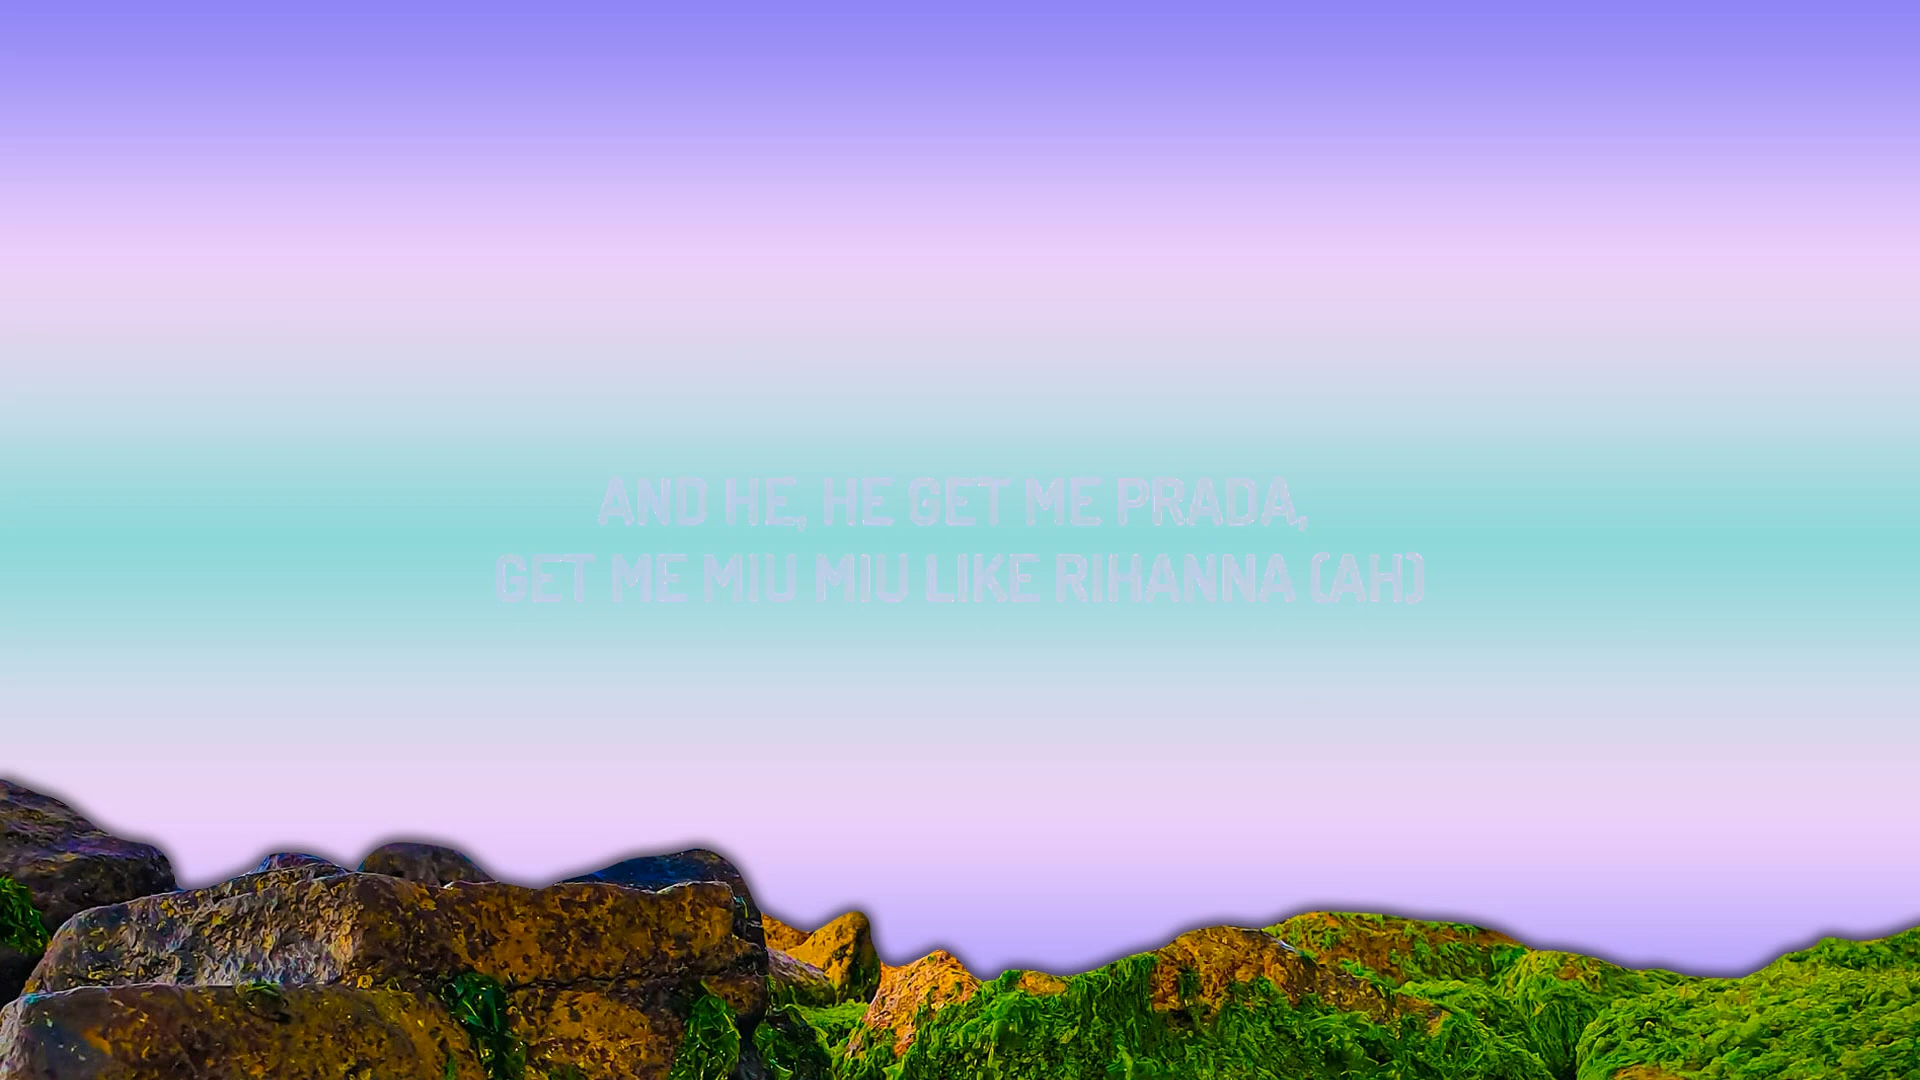 AND HE, HE GET ME PRADA,
GET ME MIU MIU LIKE RIHANNA (AH)